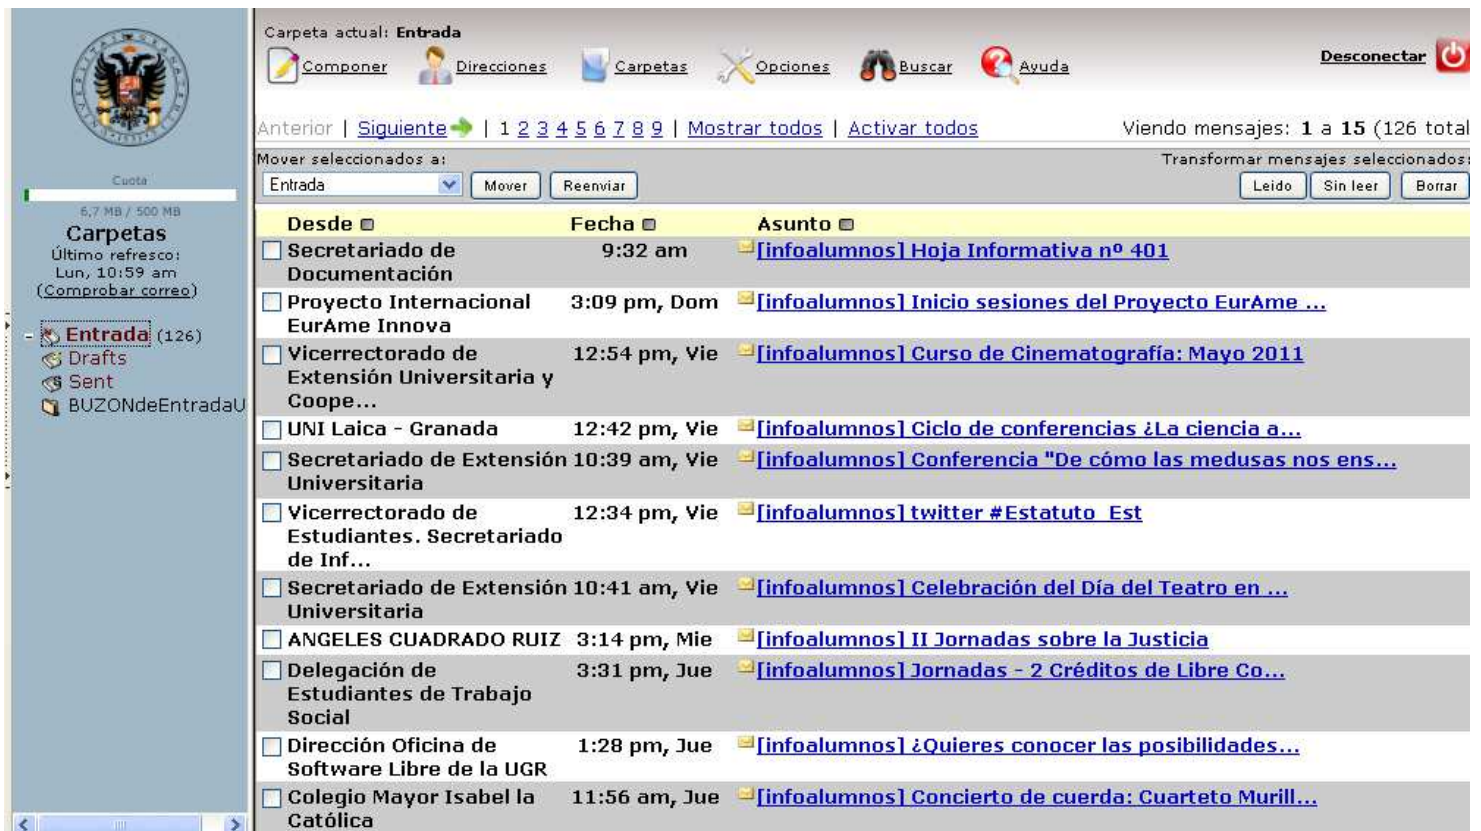 Carpeta actual: Entrada
Componer Direcciones Carpetas Opciones Buscar Ayuda
Desconectar
Anterior | Siguiente | 1 2 3 4 5 6 7 8 9 | Mostrar todos | Activar todos
Viendo mensajes: 1 a 15 (126 total
Mover seleccionados a:
Transformar mensajes seleccionados:
Entrada Mover Reenviar
Leido Sin leer Borrar
Cuota
6,7 MB / 500 MB
Carpetas
Último refresco:
Lun, 10:59 am
(Comprobar correo)
- Entrada (126)
Drafts
Sent
BUZONdeEntradaU
Desde Fecha Asunto
Secretariado de 9:32 am [infoalumnos] Hoja Informativa nº 401
Documentación
Proyecto Internacional 3:09 pm, Dom [infoalumnos] Inicio sesiones del Proyecto EurAme ...
EurAme Innova
Vicerrectorado de 12:54 pm, Vie [infoalumnos] Curso de Cinematografía: Mayo 2011
Extensión Universitaria y
Coope...
UNI Laica - Granada 12:42 pm, Vie [infoalumnos] Ciclo de conferencias ¿La ciencia a...
Secretariado de Extensión 10:39 am, Vie [infoalumnos] Conferencia "De cómo las medusas nos ens...
Universitaria
Vicerrectorado de 12:34 pm, Vie [infoalumnos] twitter #Estatuto_Est
Estudiantes. Secretariado
de Inf...
Secretariado de Extensión 10:41 am, Vie [infoalumnos] Celebración del Día del Teatro en ...
Universitaria
ANGELES CUADRADO RUIZ 3:14 pm, Mie [infoalumnos] II Jornadas sobre la Justicia
Delegación de 3:31 pm, Jue [infoalumnos] Jornadas - 2 Créditos de Libre Co...
Estudiantes de Trabajo
Social
Dirección Oficina de 1:28 pm, Jue [infoalumnos] ¿Quieres conocer las posibilidades...
Software Libre de la UGR
Colegio Mayor Isabel la 11:56 am, Jue [infoalumnos] Concierto de cuerda: Cuarteto Murill...
Católica